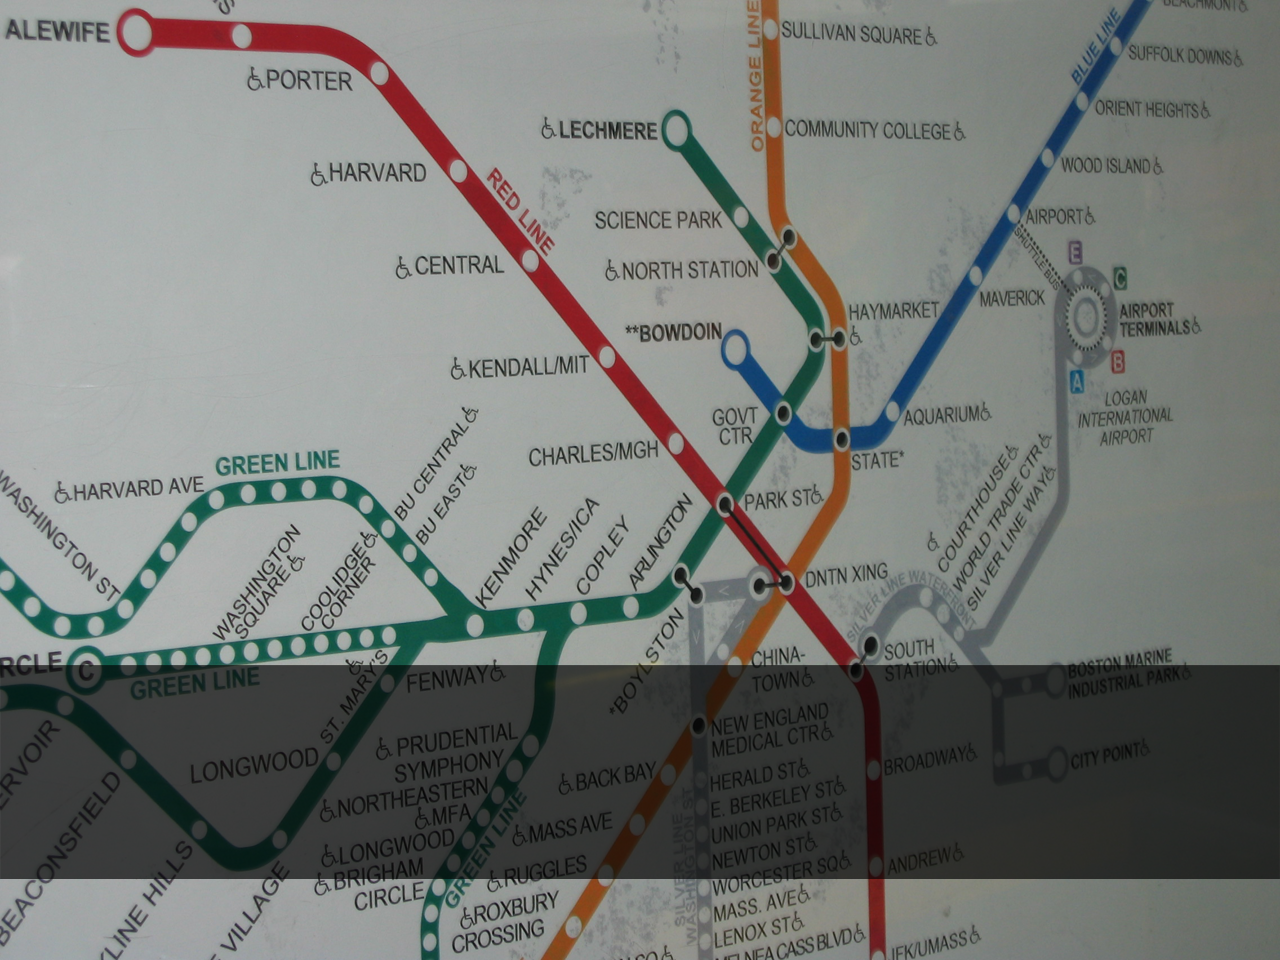 ALEWIFE
PORTER
HARVARD
RED LINE
CENTRAL
KENDALL/MIT
CHARLES/MGH
PARK ST
DNTN XING
SOUTH
STATION
BROADWAY
ANDREW
JFK/UMASS
LECHMERE
SCIENCE PARK
NORTH STATION
HAYMARKET
**BOWDOIN
GOVT
CTR
STATE*
AQUARIUM
MAVERICK
AIRPORT
WOOD ISLAND
ORIENT HEIGHTS
SUFFOLK DOWNS
BEACHMONT
BLUE LINE
ORANGE LINE
SULLIVAN SQUARE
COMMUNITY COLLEGE
SHUTTLE BUS
E
C
AIRPORT
TERMINALS
B
A
LOGAN
INTERNATIONAL
AIRPORT
COURTHOUSE
WORLD TRADE CTR
SILVER LINE WAY
SILVER LINE WATERFRONT
BOSTON MARINE
INDUSTRIAL PARK
CITY POINT
GREEN LINE
HARVARD AVE
WASHINGTON ST
BU CENTRAL
BU EAST
WASHINGTON
SQUARE
COOLIDGE
CORNER
KENMORE
HYNES/ICA
COPLEY
ARLINGTON
*BOYLSTON
RCLE
C
GREEN LINE
ST. MARY'S
FENWAY
LONGWOOD
ERVOIR
BEACONSFIELD
LINE HILLS
VILLAGE
PRUDENTIAL
SYMPHONY
NORTHEASTERN
MFA
LONGWOOD
BRIGHAM
CIRCLE
GREEN LINE
CHINA-
TOWN
NEW ENGLAND
MEDICAL CTR
BACK BAY
MASS AVE
RUGGLES
ROXBURY
CROSSING
HERALD ST
E. BERKELEY ST
UNION PARK ST
NEWTON ST
WORCESTER SQ
MASS. AVE
LENOX ST
MELNEA CASS BLVD
SILVER LINE
WASHINGTON ST